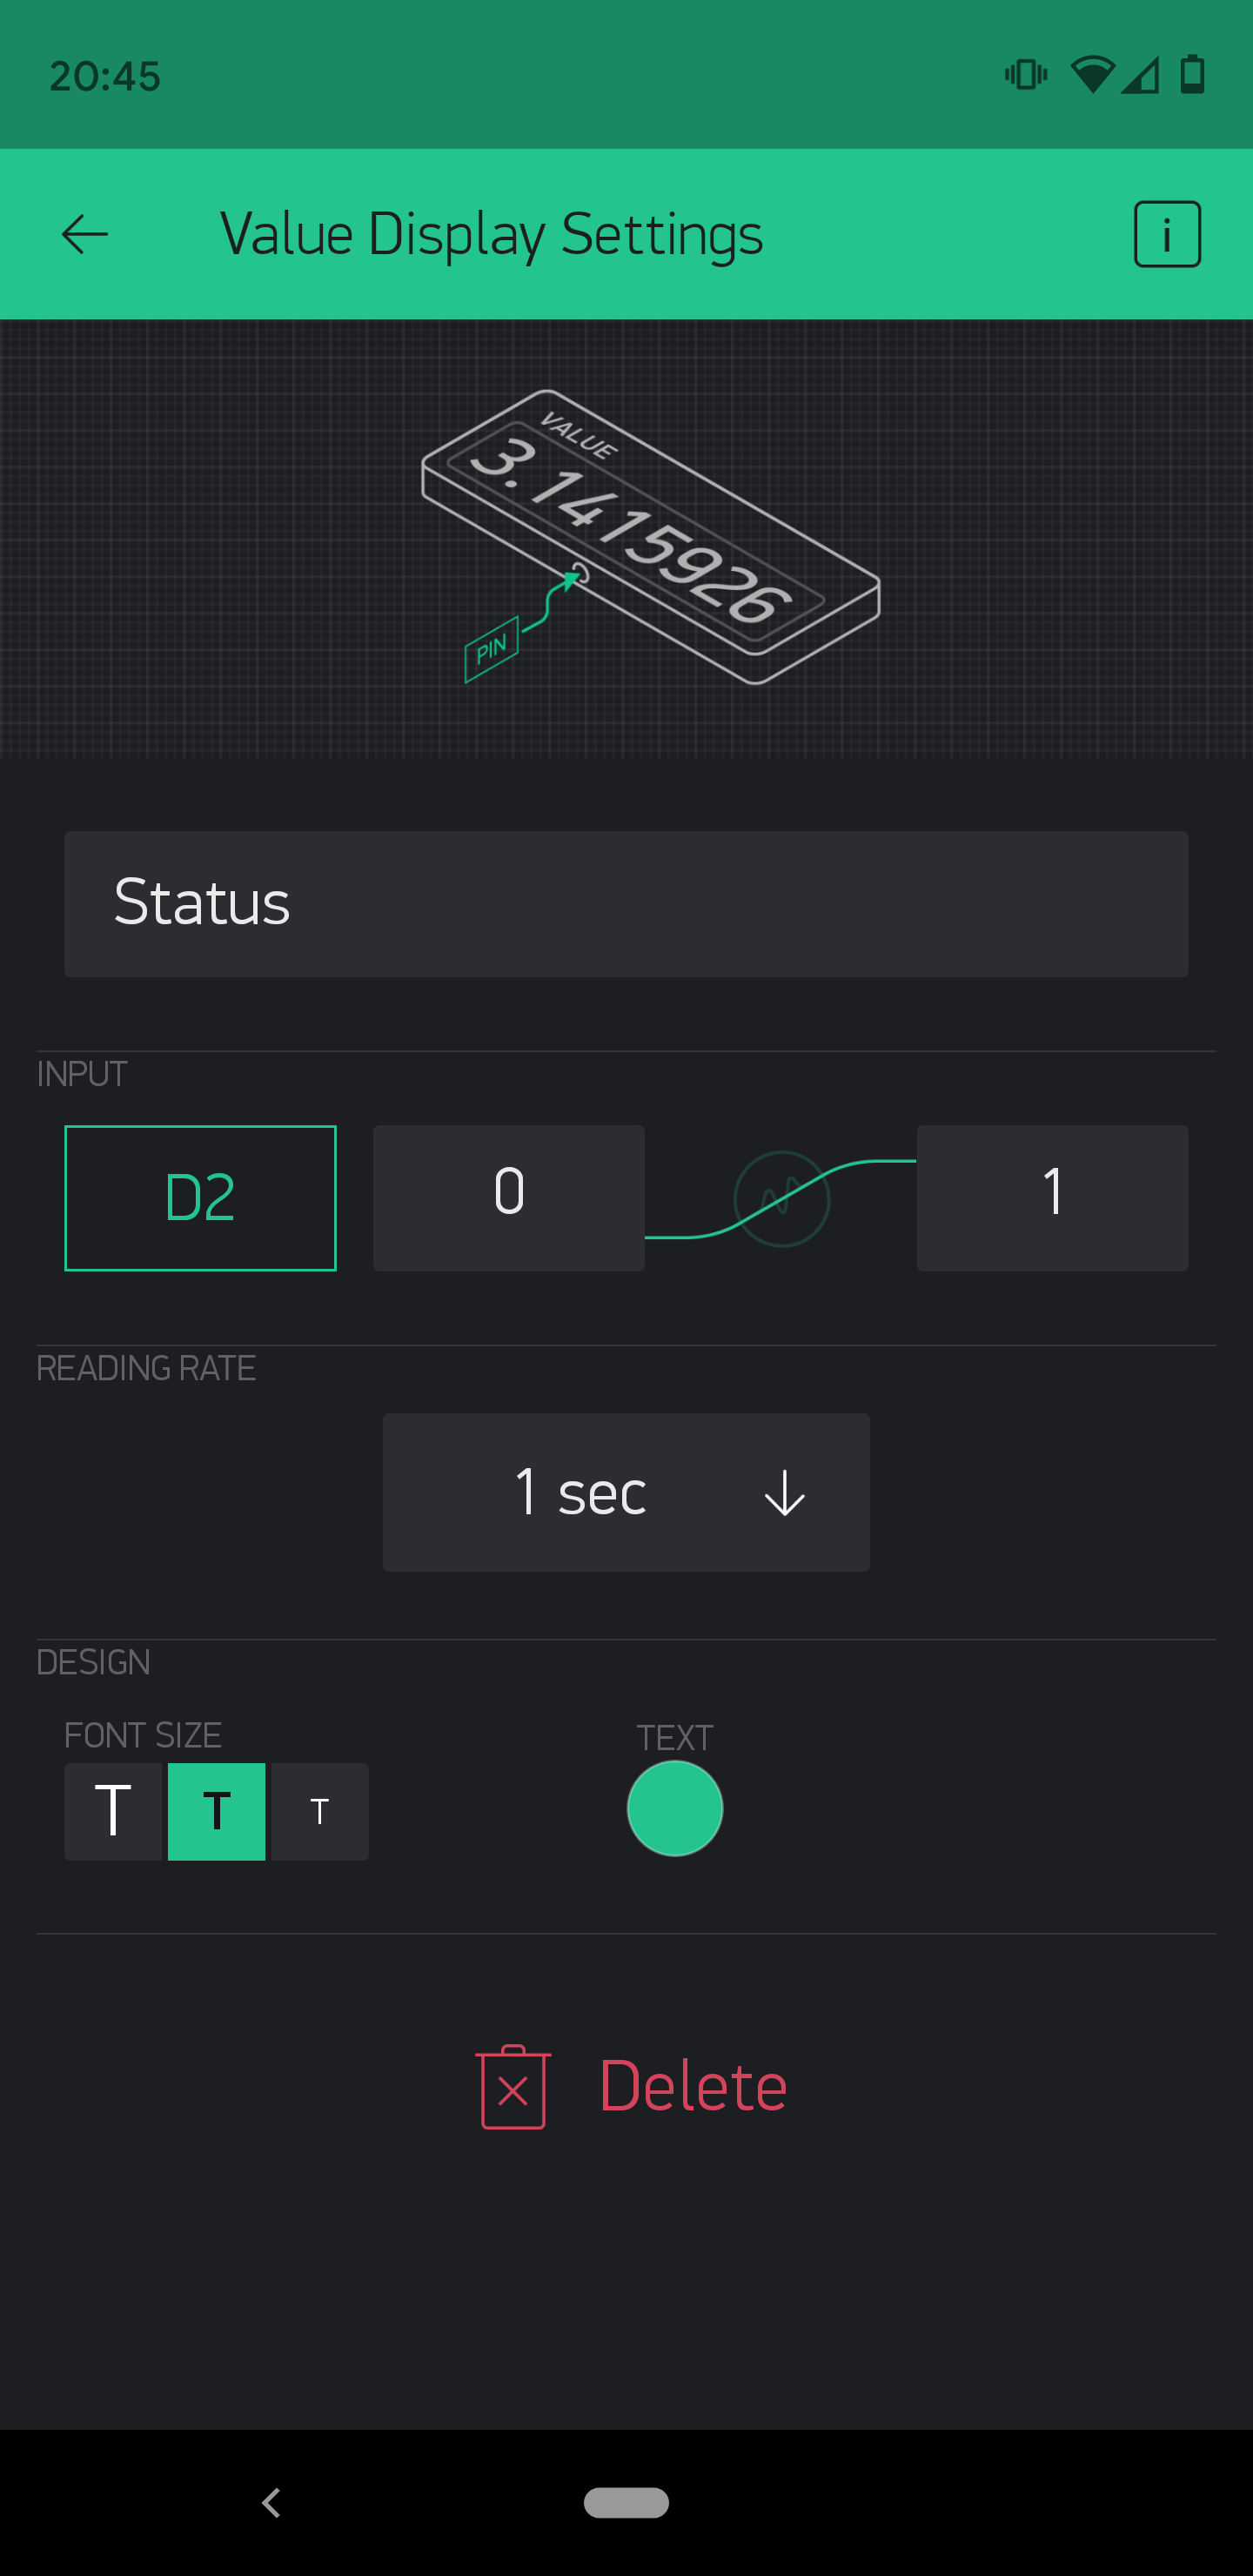 20:45
Value Display Settings
i
VALUE
3.1415926
PIN
Status
INPUT
D2 0 1
READING RATE
1 sec
DESIGN
FONT SIZE TEXT
T T T
Delete